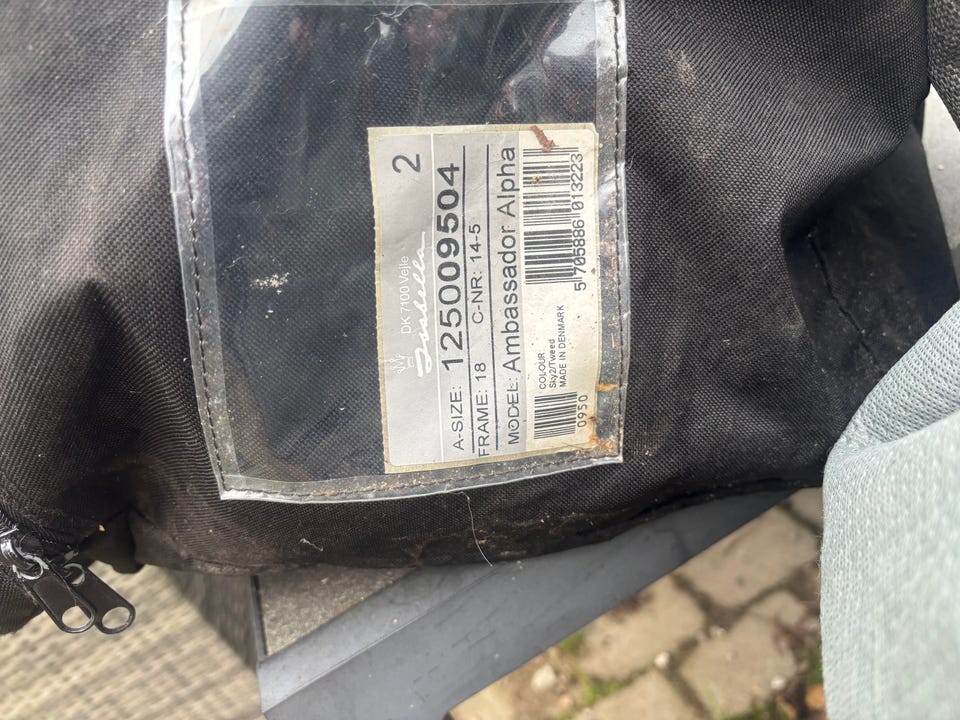 DK 7100 Vejle
Isabella
2
A-SIZE: 125009504
FRAME: 18 C-NR: 14-5
MODEL: Ambassador Alpha
COLOUR
Sky2/Tweed
MADE IN DENMARK
0950
5 705886 013223